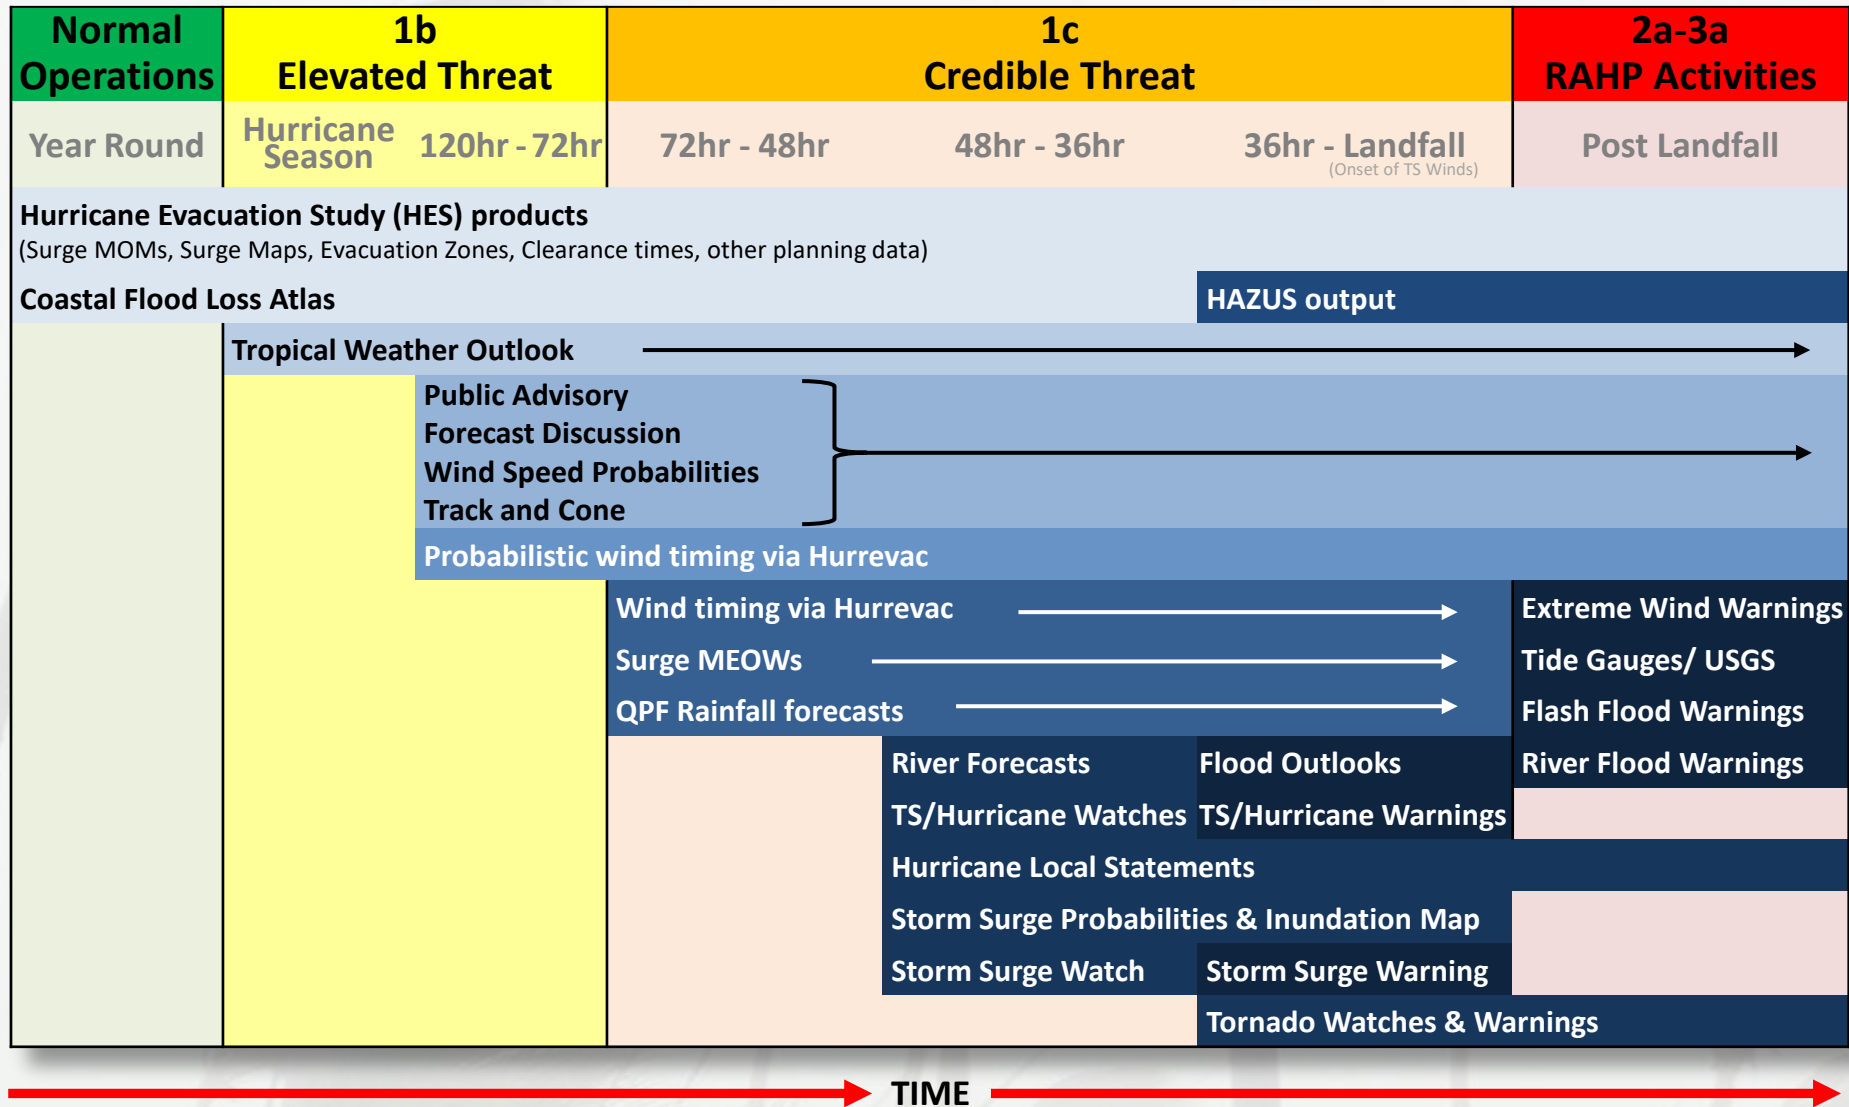 Normal
Operations
1b
Elevated Threat
1c
Credible Threat
2a-3a
RAHP Activities
Year Round
Hurricane
Season
120hr - 72hr
72hr - 48hr
48hr - 36hr
36hr - Landfall
(Onset of TS Winds)
Post Landfall
Hurricane Evacuation Study (HES) products
(Surge MOMs, Surge Maps, Evacuation Zones, Clearance times, other planning data)
Coastal Flood Loss Atlas
HAZUS output
Tropical Weather Outlook
Public Advisory
Forecast Discussion
Wind Speed Probabilities
Track and Cone
Probabilistic wind timing via Hurrevac
Wind timing via Hurrevac
Extreme Wind Warnings
Surge MEOWs
Tide Gauges/ USGS
QPF Rainfall forecasts
Flash Flood Warnings
River Forecasts
Flood Outlooks
River Flood Warnings
TS/Hurricane Watches
TS/Hurricane Warnings
Hurricane Local Statements
Storm Surge Probabilities & Inundation Map
Storm Surge Watch
Storm Surge Warning
Tornado Watches & Warnings
TIME